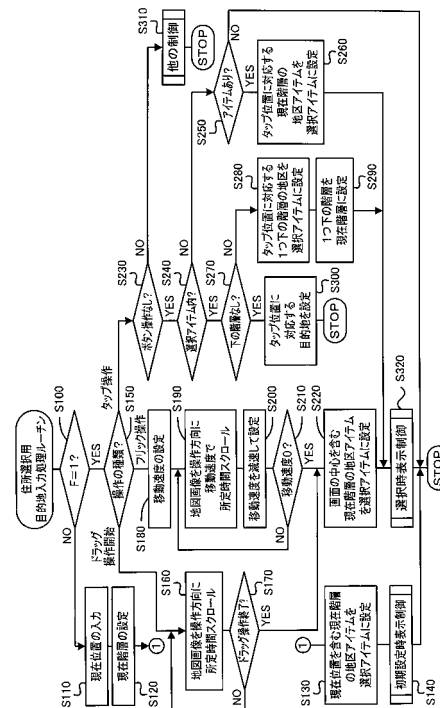 住所選択用
目的地入力処理ルーチン
S100
F=1?
NO
YES
S110
現在位置の入力
S120
現在階層の設定
1
S150
操作の種類?
ドラッグ
操作開始
フリック操作
タップ操作
S160
地図画像を操作方向に
所定時間スクロール
S170
ドラッグ操作終了?
NO
YES
S180
移動速度の設定
S190
地図画像を操作方向に
移動速度で
所定時間スクロール
S200
移動速度を減速して設定
S210
移動速度0?
NO
YES
S220
画面の中心を含む
現在階層の地区アイテム
を選択アイテムに設定
1
S130
現在位置を含む現在階層
の地区アイテムを
選択アイテムに設定
S140
初期設定時表示制御
S230
ボタン操作なし?
NO
YES
S310
他の制御
STOP
S240
選択アイテム内?
NO
YES
S250
アイテムあり?
NO
YES
S260
タップ位置に対応する
現在階層の
地区アイテムを
選択アイテムに設定
S270
下の階層なし?
NO
YES
S280
タップ位置に対応する
1つ下の階層の地区を
選択アイテムに設定
S290
1つ下の階層を
現在階層に設定
S300
タップ位置に
対応する
目的地を設定
STOP
S320
選択時表示制御
STOP